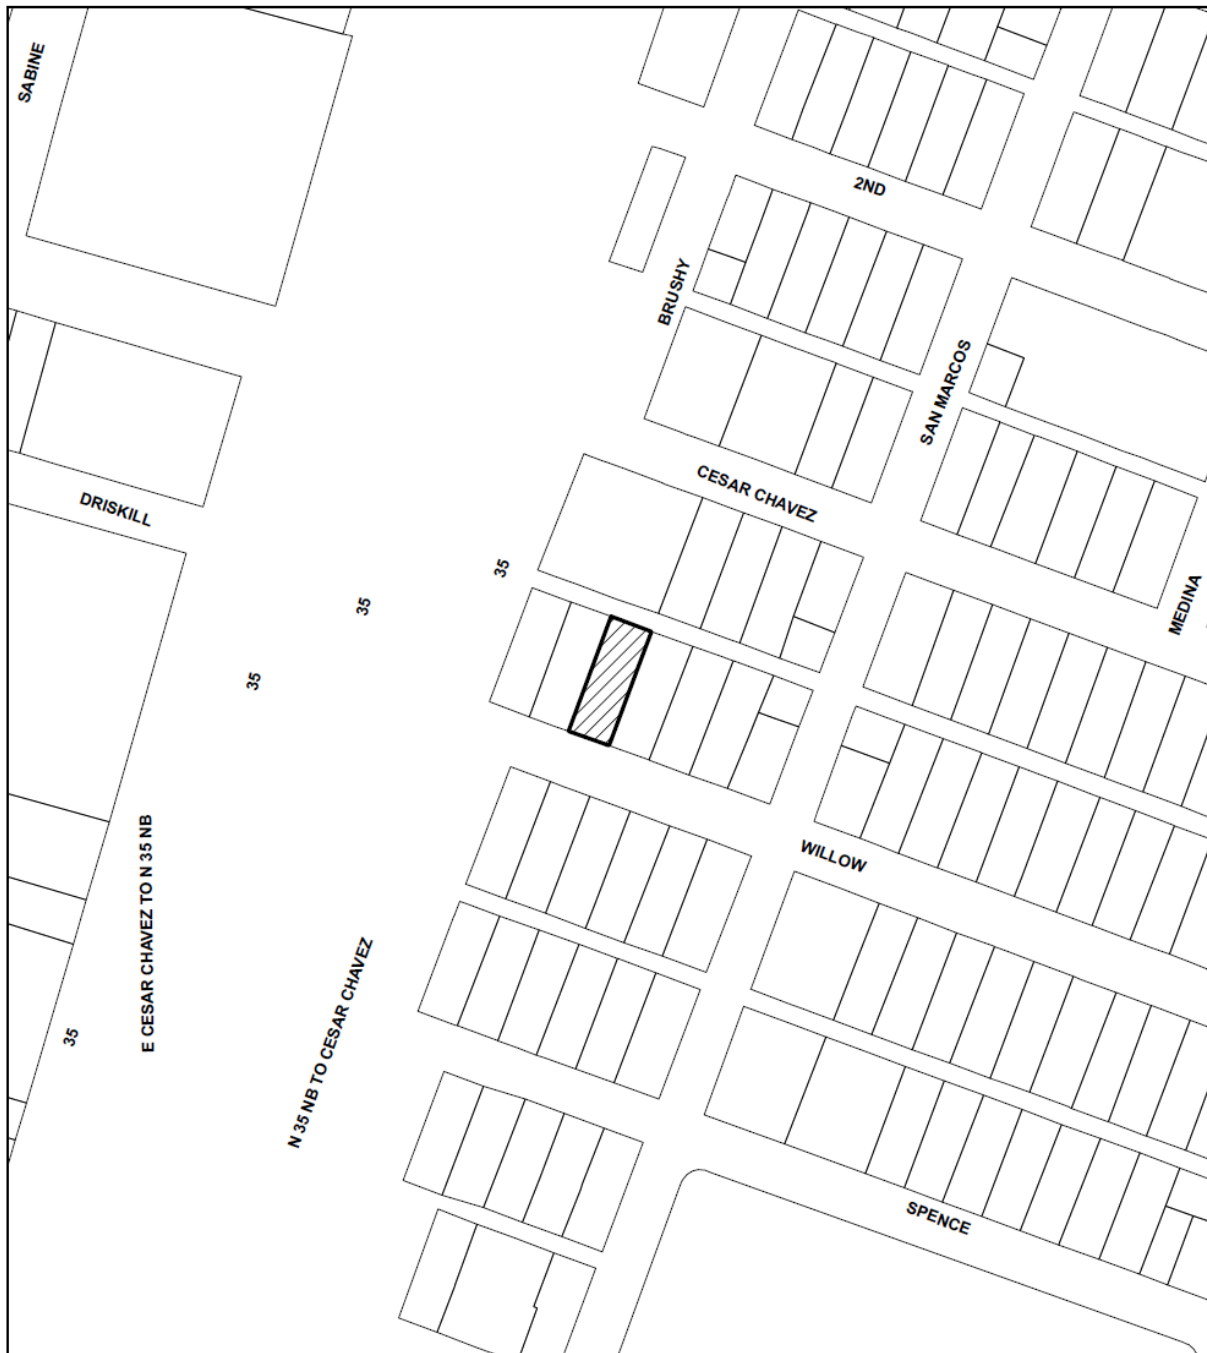 SABINE
2ND
BRUSHY
SAN MARCOS
CESAR CHAVEZ
DRISKILL
35
35
MEDINA
35
WILLOW
E CESAR CHAVEZ TO N 35 NB
N 35 NB TO CESAR CHAVEZ
35
SPENCE